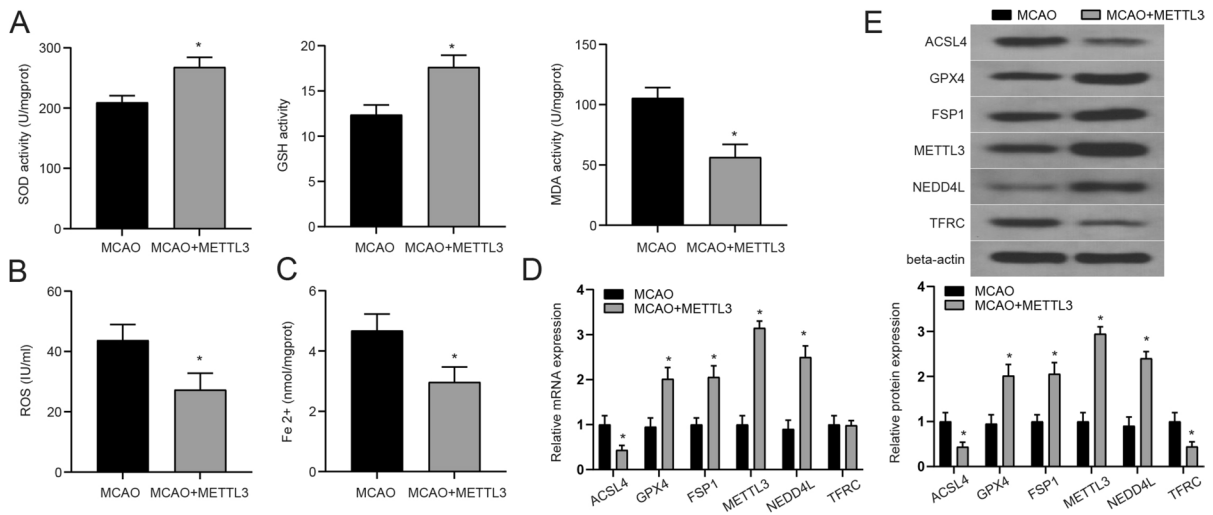 A
SOD activity (U/mgprot)
300
200
100
0
*
MCAO
MCAO+METTL3
GSH activity
20
15
10
5
0
*
MCAO
MCAO+METTL3
MDA activity (U/mgprot)
150
100
50
0
*
MCAO
MCAO+METTL3
B
ROS (IU/ml)
60
40
20
0
*
MCAO
MCAO+METTL3
C
Fe 2+ (nmol/mgprot)
6
4
2
0
*
MCAO
MCAO+METTL3
D
MCAO
MCAO+METTL3
Relative mRNA expression
4
3
2
1
0
*
*
*
*
*
ACSL4
GPX4
FSP1
METTL3
NEDD4L
TFRC
E
MCAO
MCAO+METTL3
ACSL4
GPX4
FSP1
METTL3
NEDD4L
TFRC
beta-actin
MCAO
MCAO+METTL3
Relative protein expression
4
3
2
1
0
*
*
*
*
*
*
ACSL4
GPX4
FSP1
METTL3
NEDD4L
TFRC